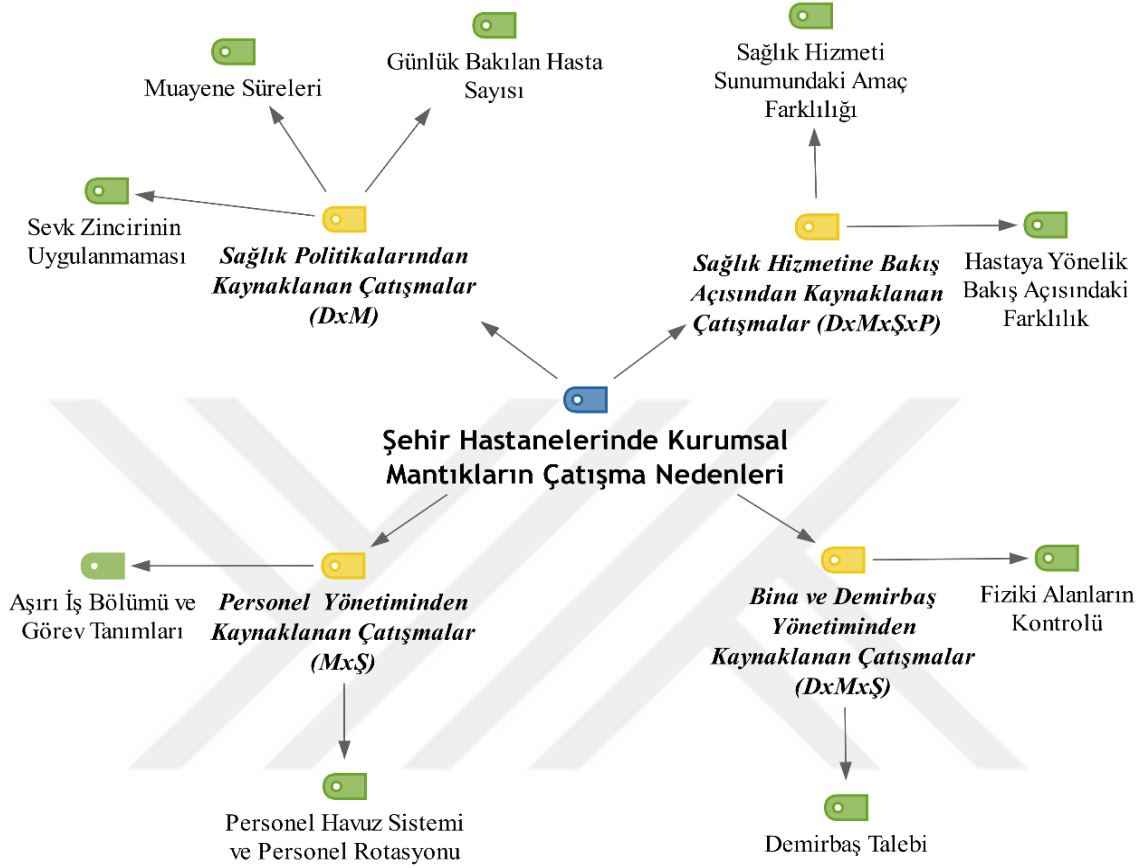 Muayene Süreleri
Günlük Bakılan Hasta
Sayısı
Sağlık Hizmeti
Sunumundaki Amaç
Farklılığı
Sevk Zincirinin
Uygulanmaması
Sağlık Politikalarından
Kaynaklanan Çatışmalar
(DxM)
Sağlık Hizmetine Bakış
Açısından Kaynaklanan
Çatışmalar (DxMxŞxP)
Hastaya Yönelik
Bakış Açısındaki
Farklılık
Şehir Hastanelerinde Kurumsal
Mantıkların Çatışma Nedenleri
Aşırı İş Bölümü ve
Görev Tanımları
Personel Yönetiminden
Kaynaklanan Çatışmalar
(MxŞ)
Bina ve Demirbaş
Yönetiminden
Kaynaklanan Çatışmalar
(DxMxŞ)
Fiziki Alanların
Kontrolü
Personel Havuz Sistemi
ve Personel Rotasyonu
Demirbaş Talebi